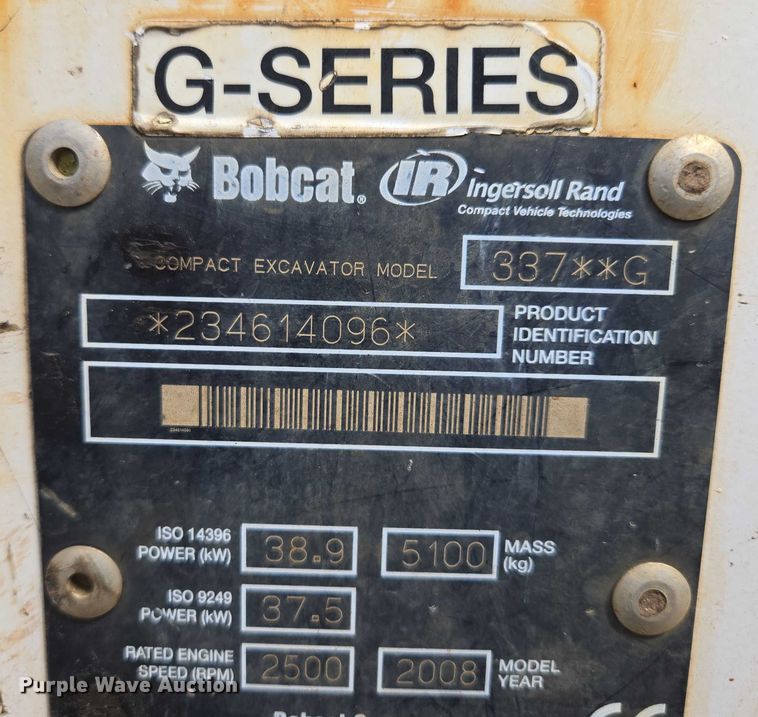 G-SERIES
Bobcat® IR Ingersoll Rand
Compact Vehicle Technologies
COMPACT EXCAVATOR MODEL 337**G
*234614096*
PRODUCT
IDENTIFICATION
NUMBER
ISO 14396
POWER (kW) 38.9
5100 MASS
(kg)
ISO 9249
POWER (kW) 37.5
RATED ENGINE
SPEED (RPM) 2500
2008 MODEL
YEAR
Purple Wave Auction
CE